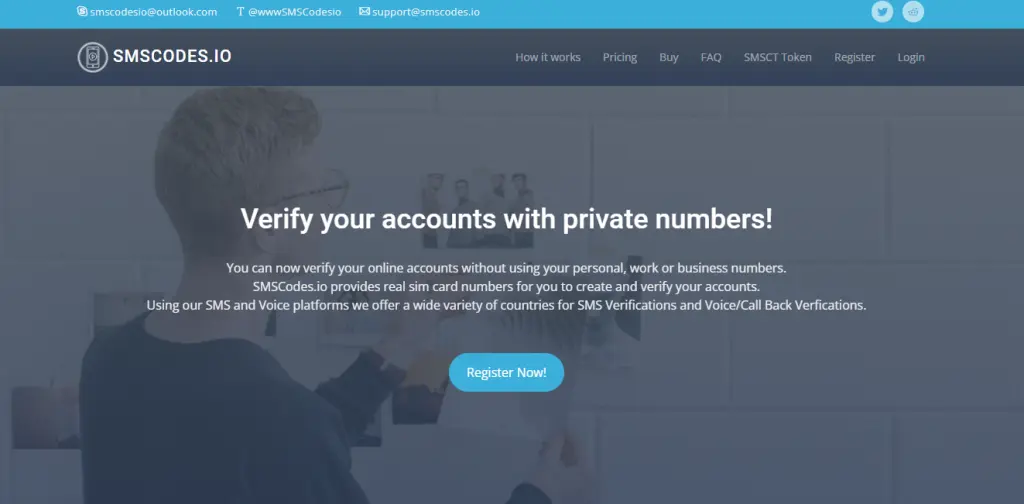 smscodesio@outlook.com @wwwSMSCodesio support@smscodes.io
SMSCODES.IO How it works Pricing Buy FAQ SMSCT Token Register Login
Verify your accounts with private numbers!
You can now verify your online accounts without using your personal, work or business numbers.
SMSCodes.io provides real sim card numbers for you to create and verify your accounts.
Using our SMS and Voice platforms we offer a wide variety of countries for SMS Verifications and Voice/Call Back Verfications.
Register Now!